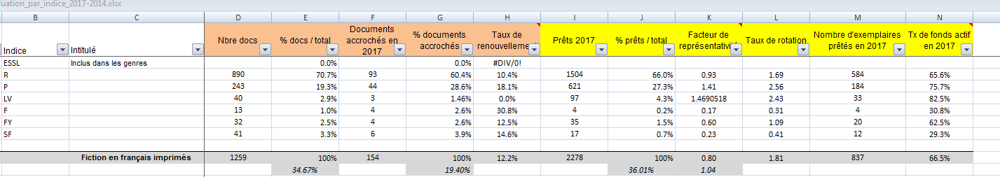 luation_par_indice_2017-2014.xlsx
B C D E F G H I J K L M N
Indice Intitulé Nbre docs % docs / total Documents accrochés en 2017 % documents accrochés Taux de renouvellement Prêts 2017 % prêts / total Facteur de représentativité Taux de rotation Nombre d'exemplaires prêtés en 2017 Tx de fonds actif en 2017
ESSL Inclus dans les genres 0.0% 0.0% #DIV/0!
R 890 70.7% 93 60.4% 10.4% 1504 66.0% 0.93 1.69 584 65.6%
P 243 19.3% 44 28.6% 18.1% 621 27.3% 1.41 2.56 184 75.7%
LV 40 2.9% 3 1.46% 0.0% 97 4.3% 1.4690518 2.43 33 82.5%
F 13 1.0% 4 2.6% 30.8% 4 0.2% 0.17 0.31 4 30.8%
FY 32 2.5% 4 2.6% 12.5% 35 1.5% 0.60 1.09 20 62.5%
SF 41 3.3% 6 3.9% 14.6% 17 0.7% 0.23 0.41 12 29.3%
Fiction en français imprimés 1259 100% 154 100% 12.2% 2278 100% 0.80 1.81 837 66.5%
34.67% 19.40% 36.01% 1.04